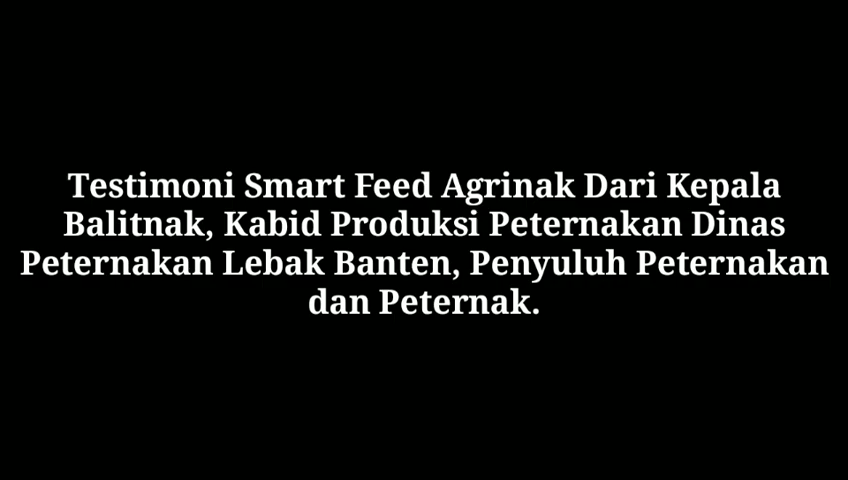 Testimoni Smart Feed Agrinak Dari Kepala
Balitnak, Kabid Produksi Peternakan Dinas
Peternakan Lebak Banten, Penyuluh Peternakan
dan Peternak.